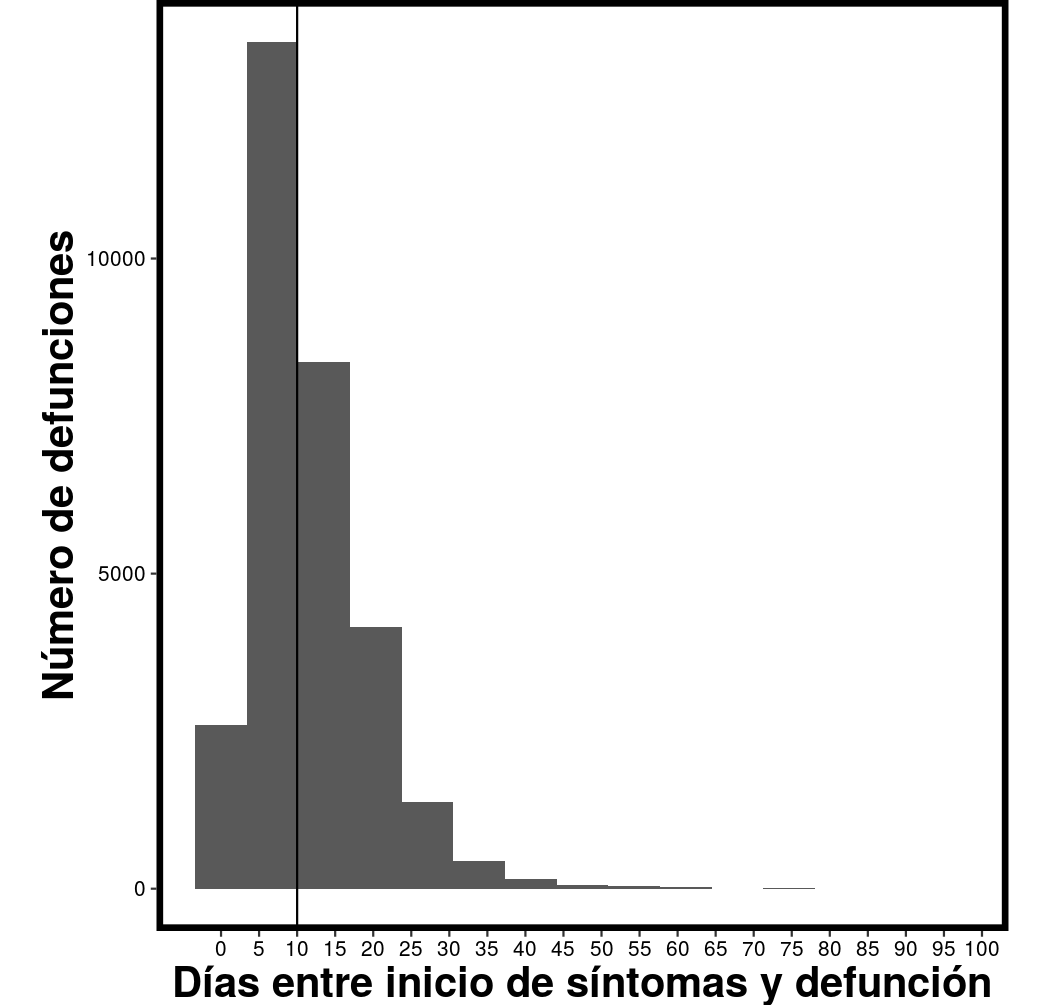 Número de defunciones
10000
5000
0
0 5 10 15 20 25 30 35 40 45 50 55 60 65 70 75 80 85 90 95 100
Días entre inicio de síntomas y defunción